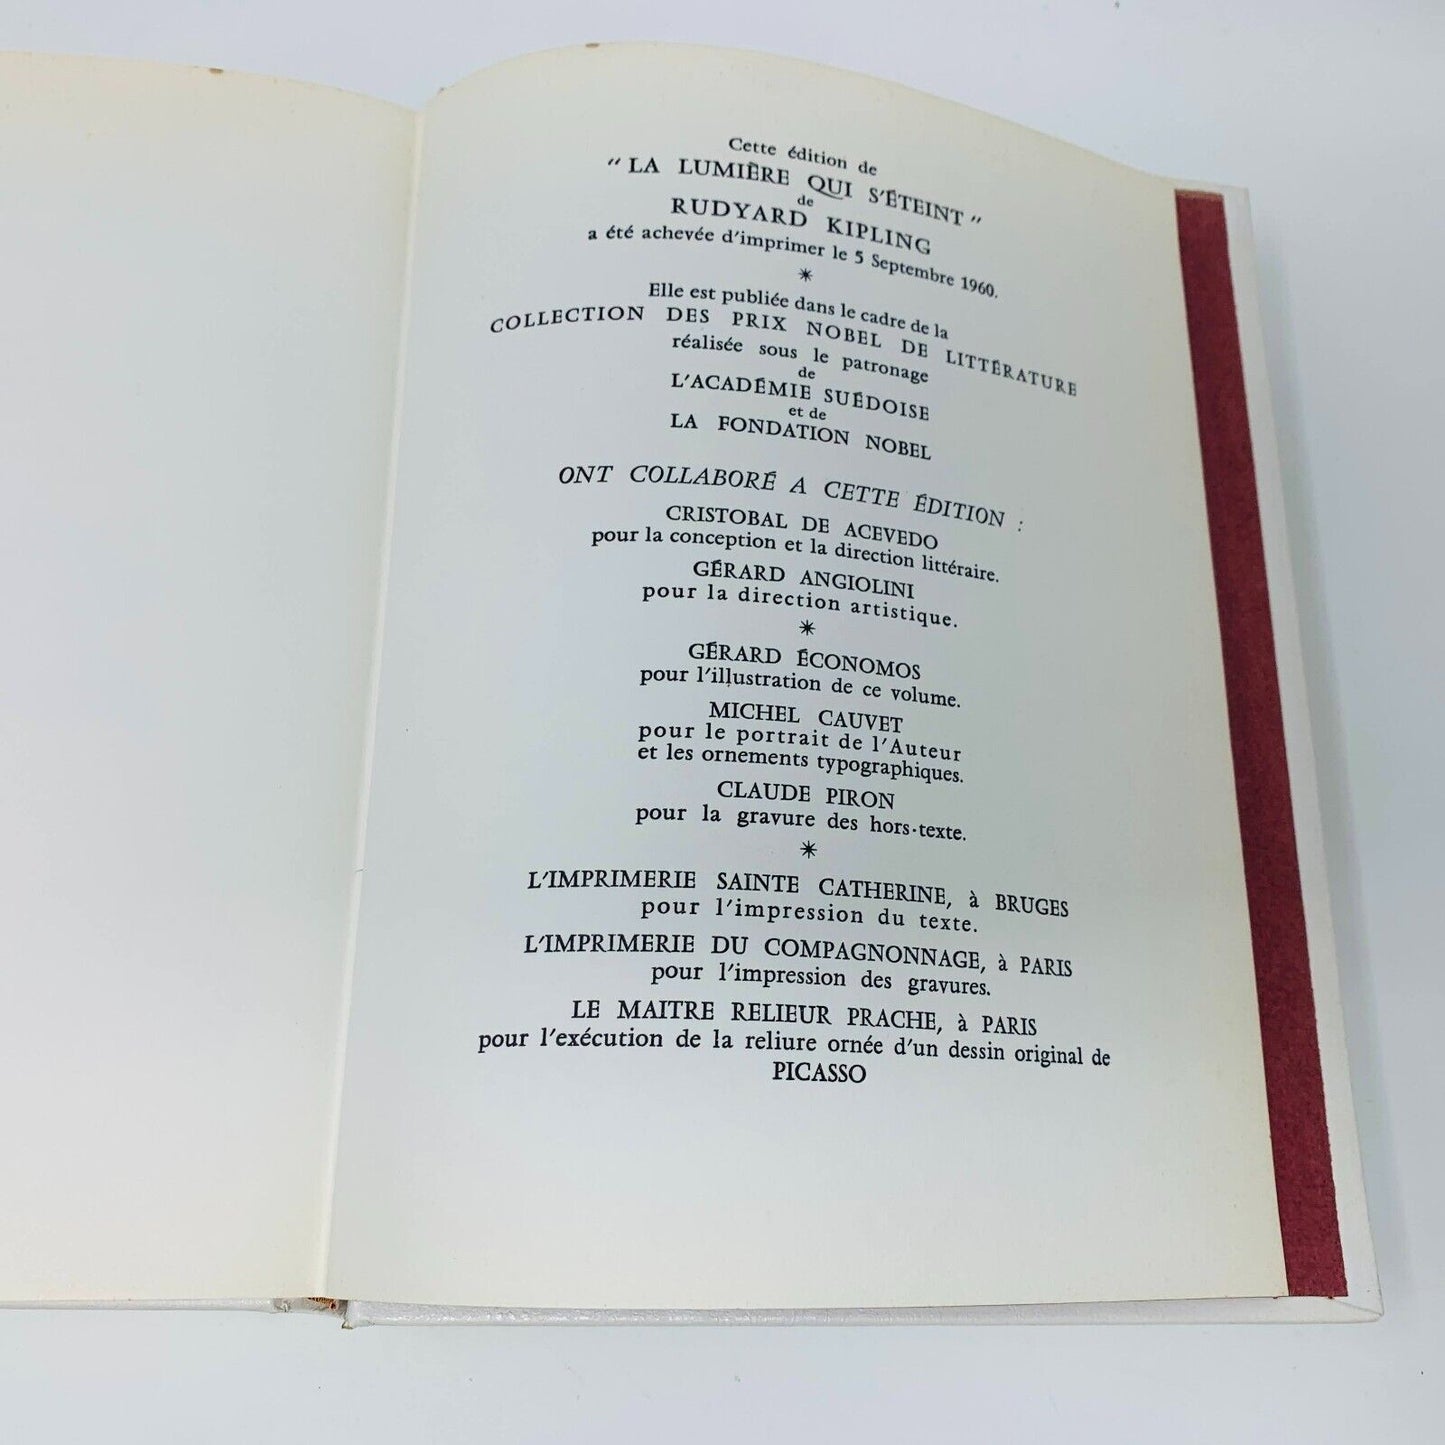 Cette édition de
"LA LUMIÈRE QUI S'ÉTEINT"
de
RUDYARD KIPLING
a été achevée d'imprimer le 5 Septembre 1960.
*
Elle est publiée dans le cadre de la
COLLECTION DES PRIX NOBEL DE LITTÉRATURE
réalisée sous le patronage
de
L'ACADÉMIE SUÉDOISE
et de
LA FONDATION NOBEL
ONT COLLABORÉ A CETTE ÉDITION :
CRISTOBAL DE ACEVEDO
pour la conception et la direction littéraire.
GÉRARD ANGIOLINI
pour la direction artistique.
*
GÉRARD ÉCONOMOS
pour l'illustration de ce volume.
MICHEL CAUVET
pour le portrait de l'Auteur
et les ornements typographiques.
CLAUDE PIRON
pour la gravure des hors-texte.
*
L'IMPRIMERIE SAINTE CATHERINE, à BRUGES
pour l'impression du texte.
L'IMPRIMERIE DU COMPAGNONNAGE, à PARIS
pour l'impression des gravures.
LE MAITRE RELIEUR PRACHE, à PARIS
pour l'exécution de la reliure ornée d'un dessin original de
PICASSO